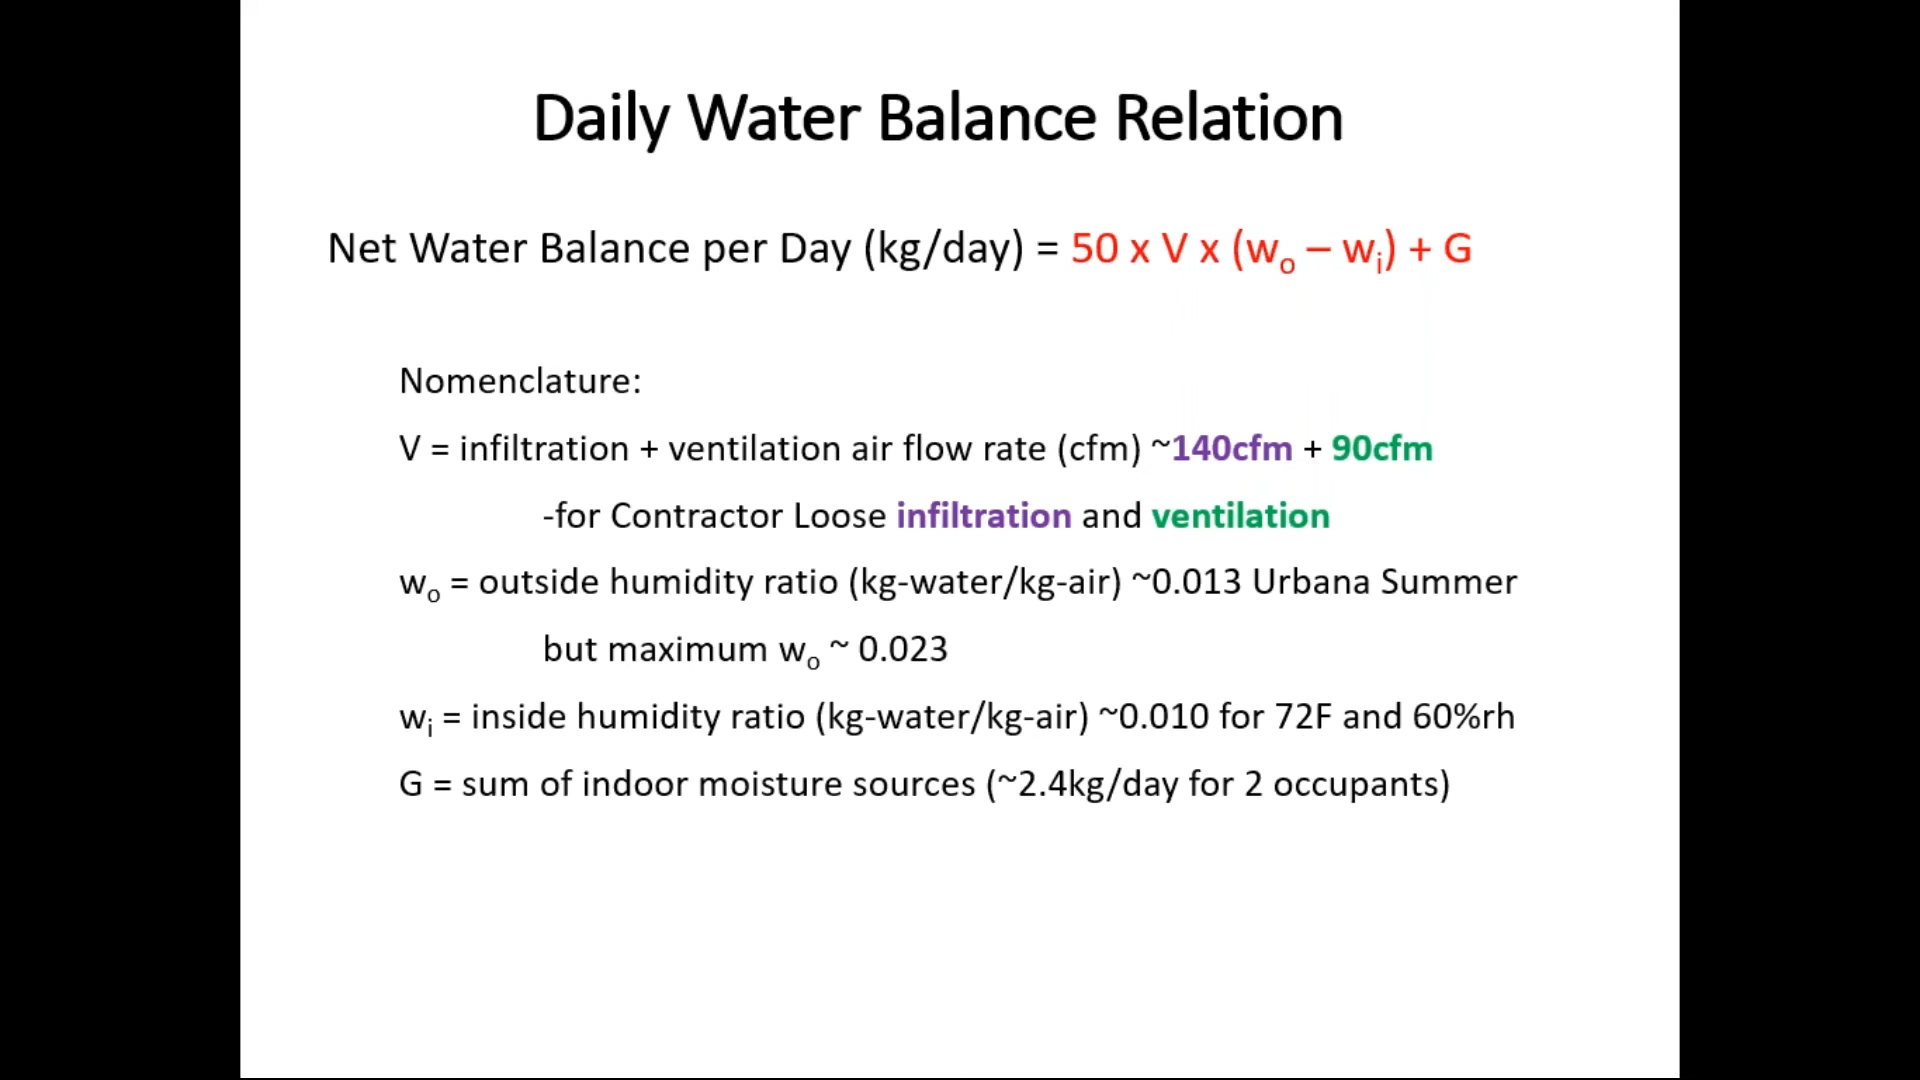 Daily Water Balance Relation
Net Water Balance per Day (kg/day) = 50 x V x (wₒ – wᵢ) + G
Nomenclature:
V = infiltration + ventilation air flow rate (cfm) ~140cfm + 90cfm
-for Contractor Loose infiltration and ventilation
wₒ = outside humidity ratio (kg-water/kg-air) ~0.013 Urbana Summer
but maximum wₒ ~ 0.023
wᵢ = inside humidity ratio (kg-water/kg-air) ~0.010 for 72F and 60%rh
G = sum of indoor moisture sources (~2.4kg/day for 2 occupants)